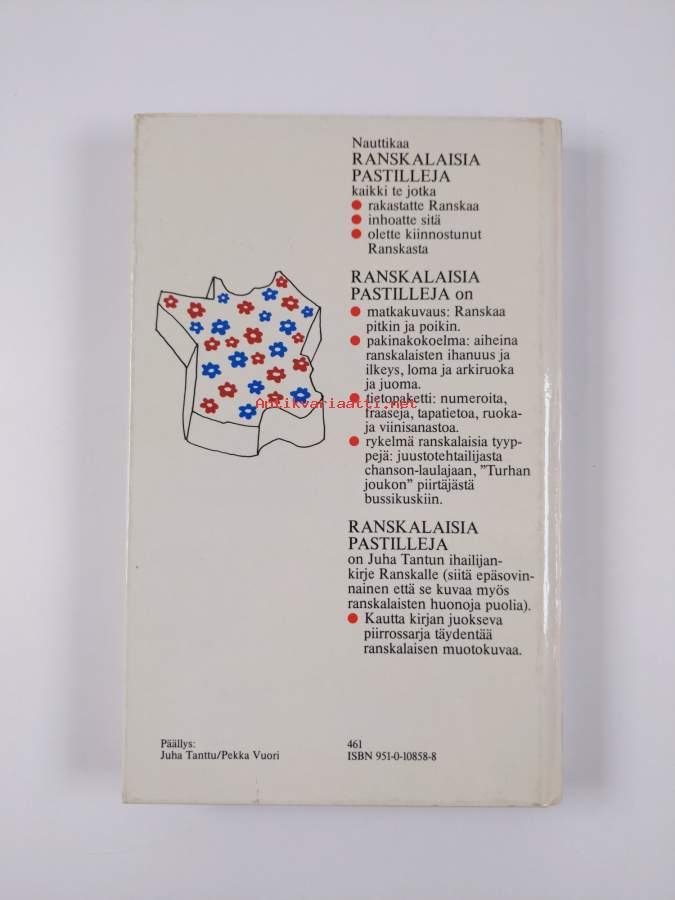 Nauttikaa
RANSKALAISIA
PASTILLEJA
kaikki te jotka
● rakastatte Ranskaa
● inhoatte sitä
● olette kiinnostunut
Ranskasta
RANSKALAISIA
PASTILLEJA on
● matkakuvaus: Ranskaa
pitkin ja poikin.
● pakinakokoelma: aiheina
ranskalaisten ihanuus ja
ilkeys, loma ja arkiruoka
ja juoma.
● tietopaketti: numeroita,
fraaseja, tapatietoa, ruoka-
ja viinisanastoa.
● rykelmä ranskalaisia tyyp-
pejä: juustotehtailijasta
chanson-laulajaan, ”Turhan
joukon” piirtäjästä
bussikuskiin.
RANSKALAISIA
PASTILLEJA
on Juha Tantun ihailijan-
kirje Ranskalle (siitä epäsovin-
nainen että se kuvaa myös
ranskalaisten huonoja puolia).
● Kautta kirjan juokseva
piirrossarja täydentää
ranskalaisen muotokuvaa.
Antikvariaatti.net
Päällys:
Juha Tanttu/Pekka Vuori
461
ISBN 951-0-10858-8